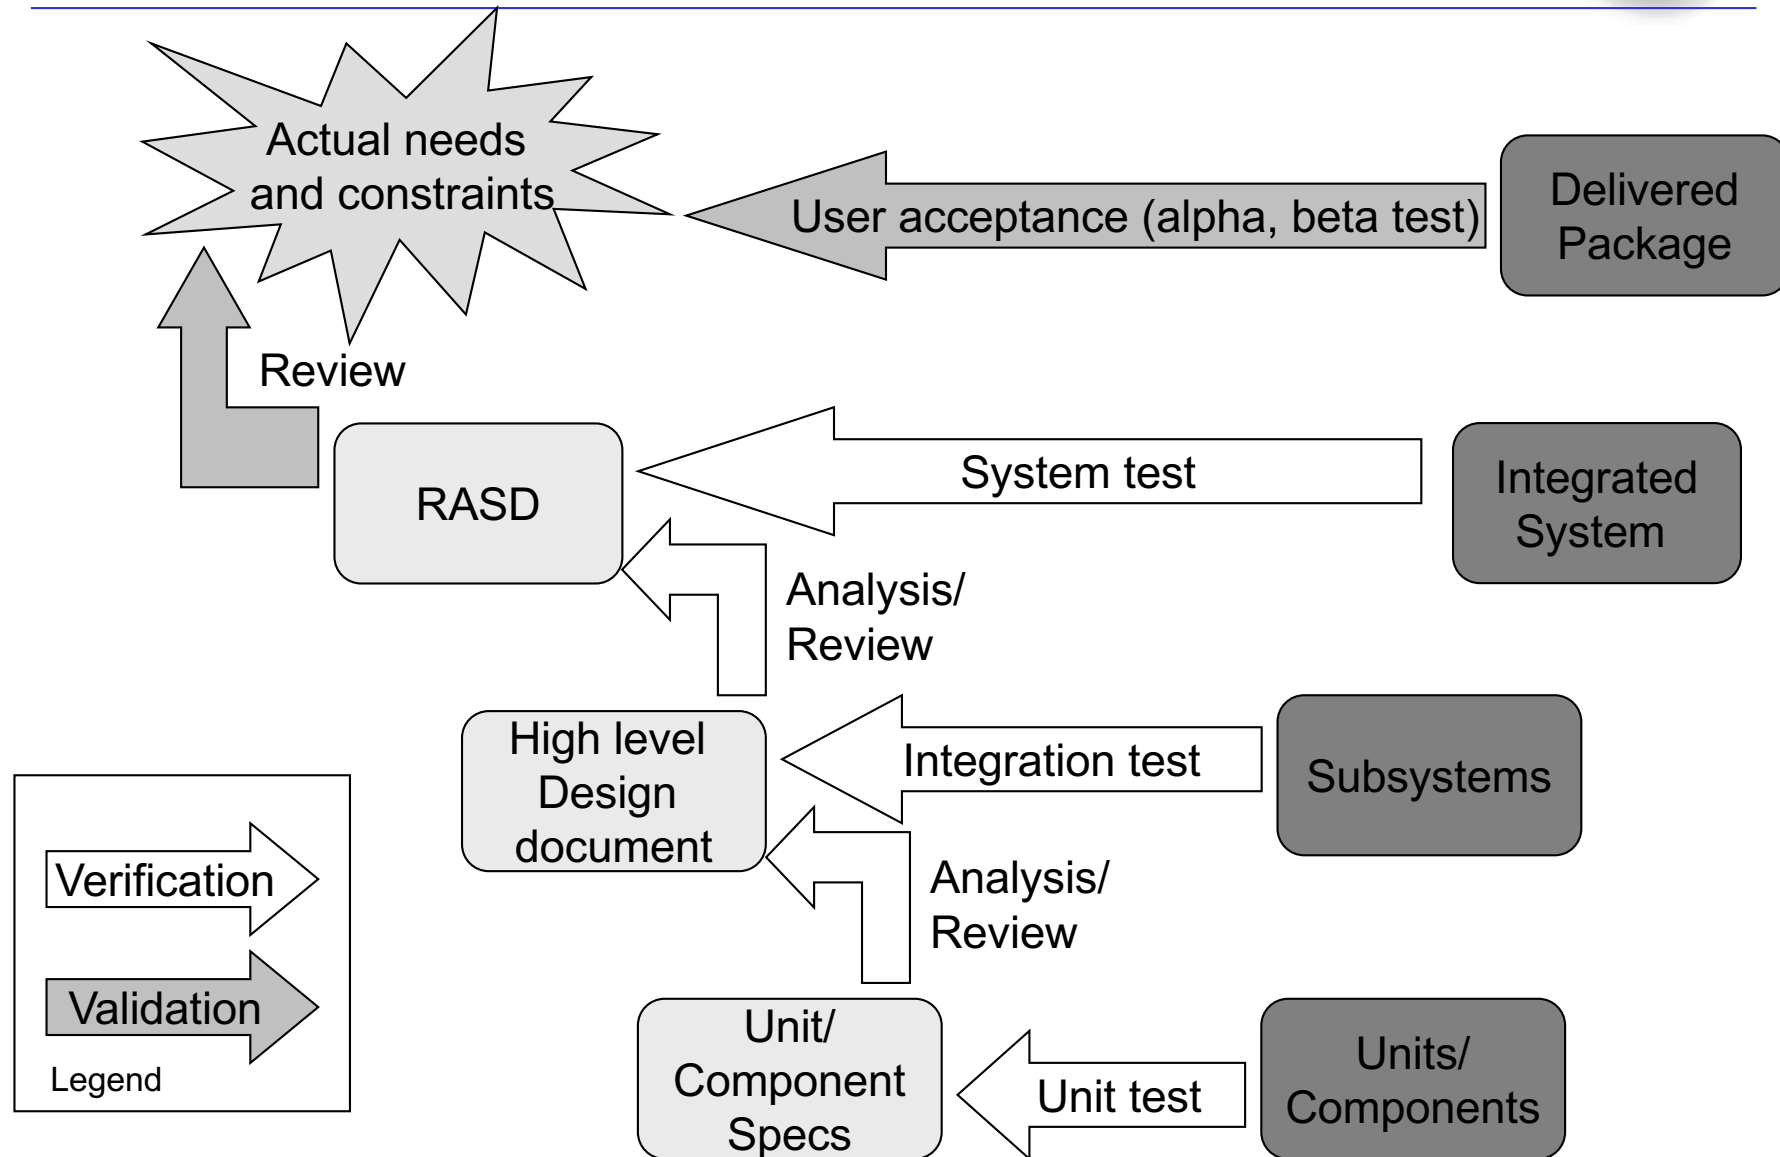 Actual needs
and constraints
User acceptance (alpha, beta test)
Delivered
Package
Review
RASD
System test
Integrated
System
Analysis/
Review
High level
Design
document
Integration test
Subsystems
Analysis/
Review
Verification
Validation
Legend
Unit/
Component
Specs
Unit test
Units/
Components